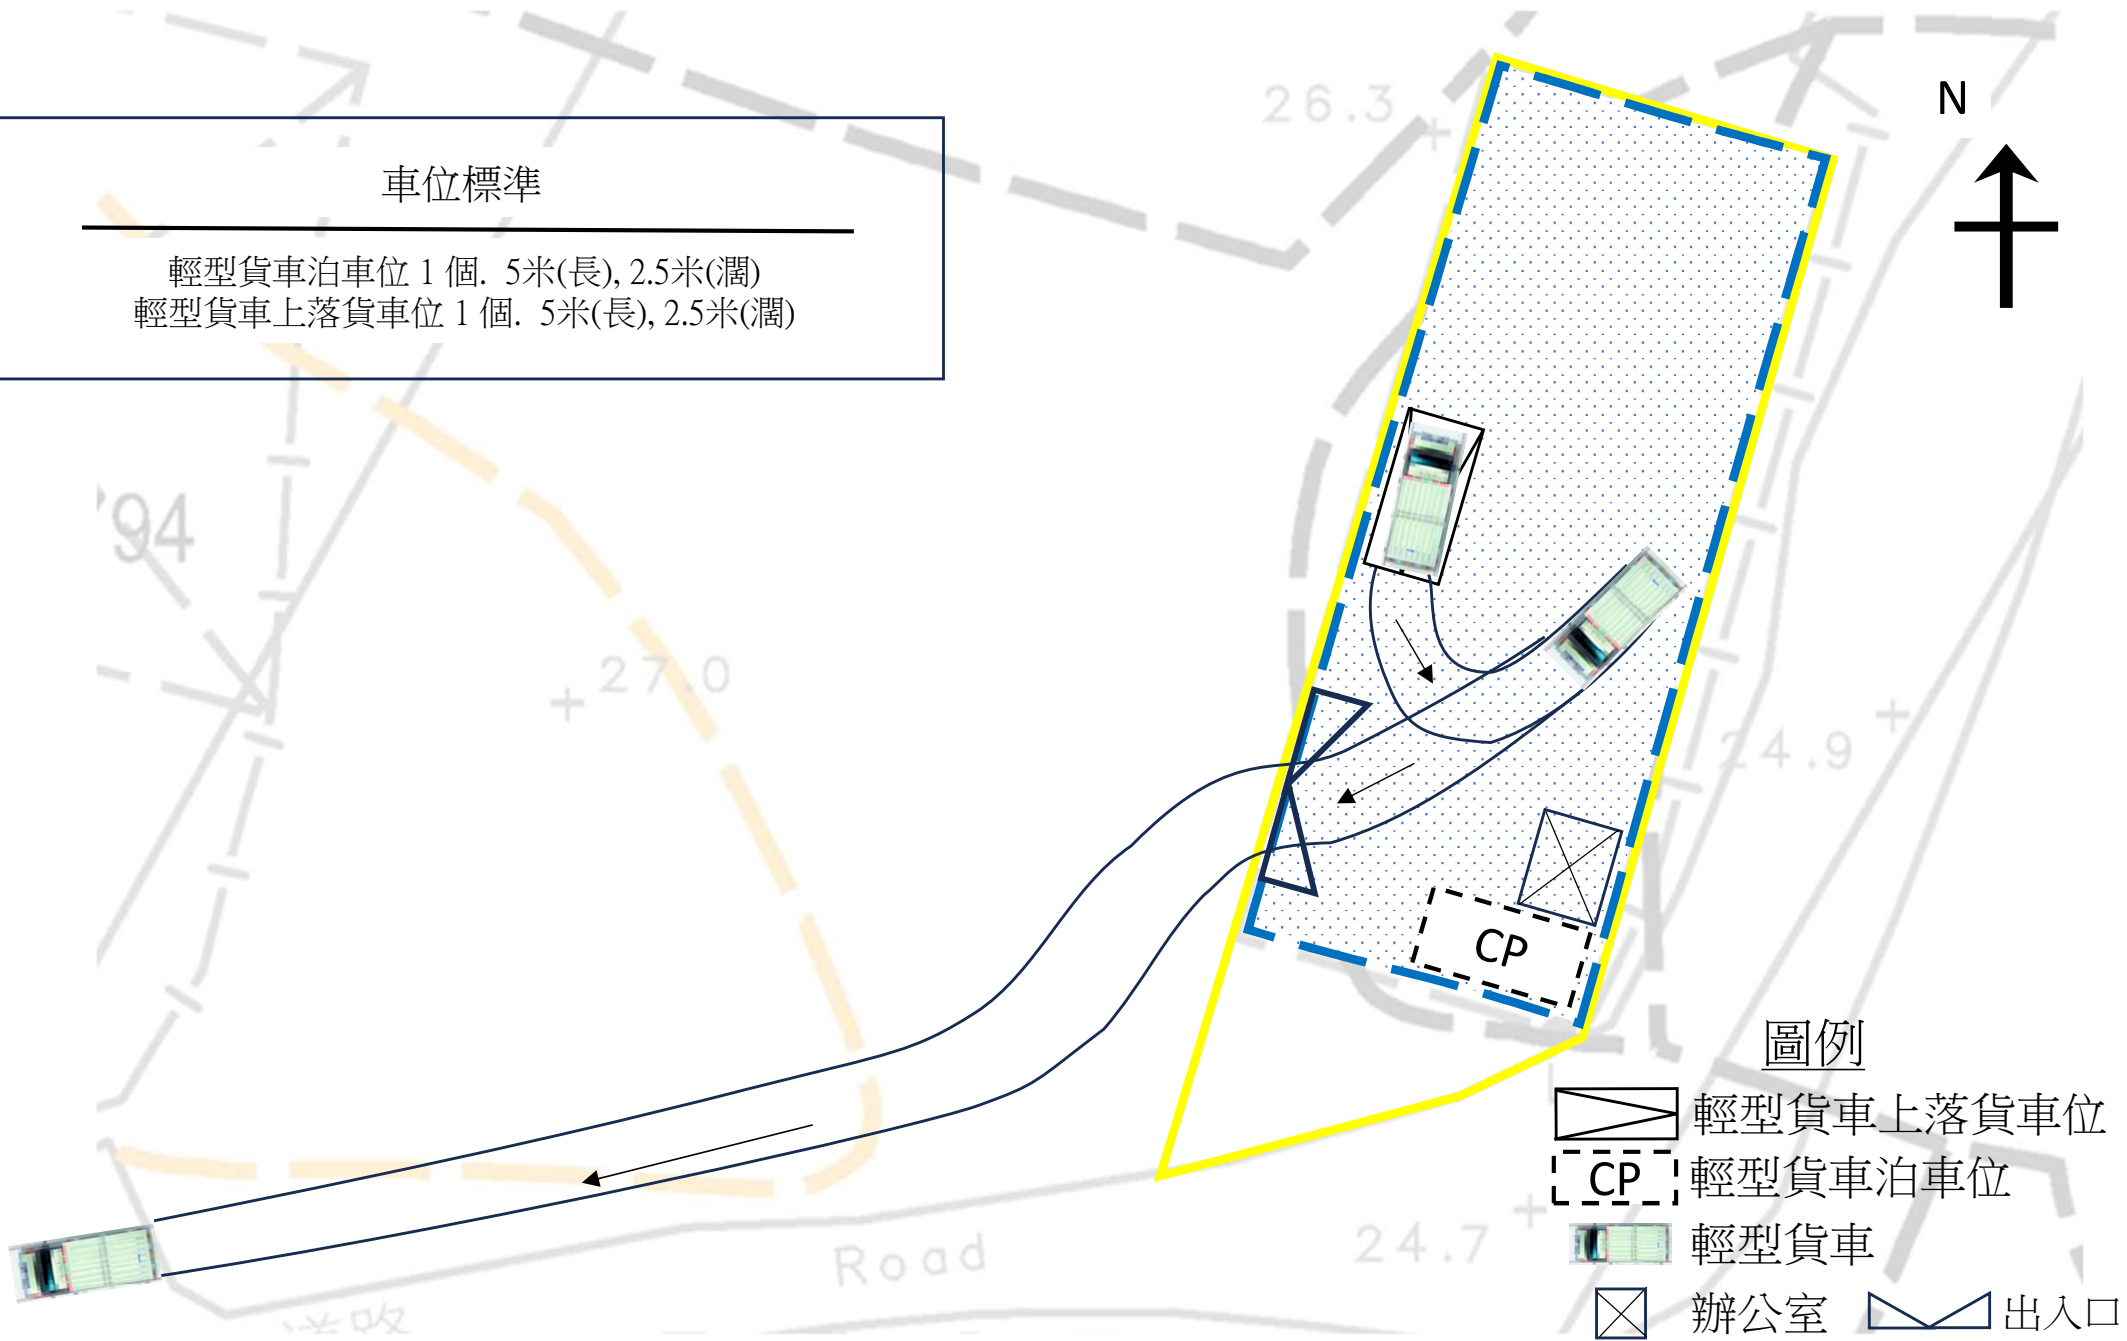 26.3
N
車位標準
輕型貨車泊車位 1 個. 5米(長), 2.5米(濶)
輕型貨車上落貨車位 1 個. 5米(長), 2.5米(濶)
94
27.0
24.9
CP
圖例
輕型貨車上落貨車位
CP 輕型貨車泊車位
24.7
輕型貨車
Road
道路
辦公室
出入口